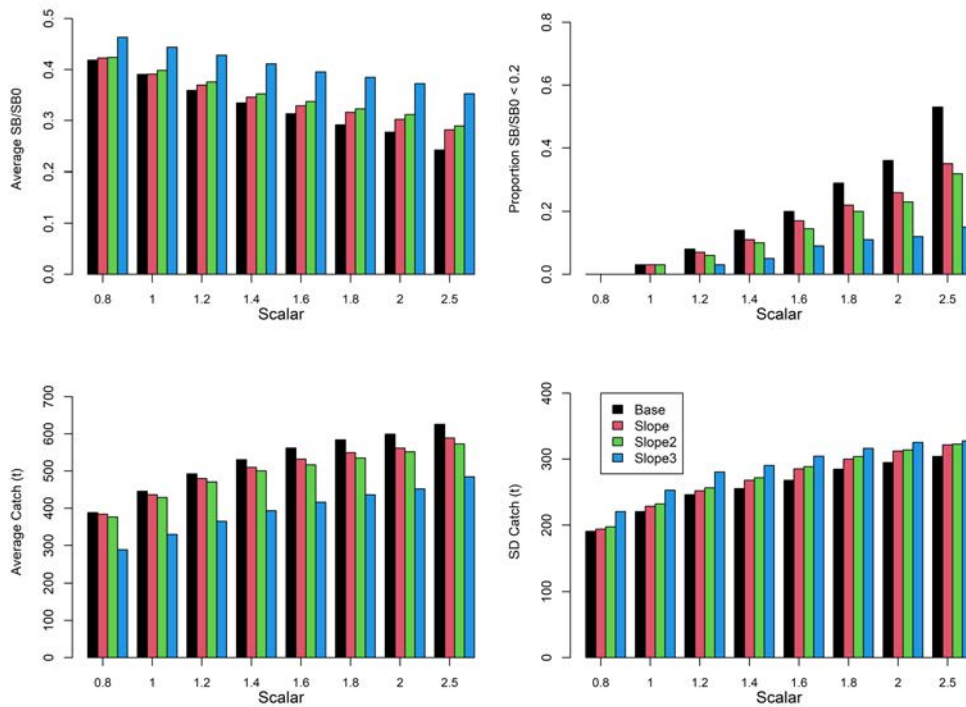 Average SB/SB0
0.0 0.1 0.2 0.3 0.4 0.5
0.8 1 1.2 1.4 1.6 1.8 2 2.5
Scalar
Proportion SB/SB0 < 0.2
0.0 0.2 0.4 0.6 0.8
0.8 1 1.2 1.4 1.6 1.8 2 2.5
Scalar
Average Catch (t)
0 100 200 300 400 500 600 700
0.8 1 1.2 1.4 1.6 1.8 2 2.5
Scalar
SD Catch (t)
0 100 200 300 400
Base
Slope
Slope2
Slope3
0.8 1 1.2 1.4 1.6 1.8 2 2.5
Scalar